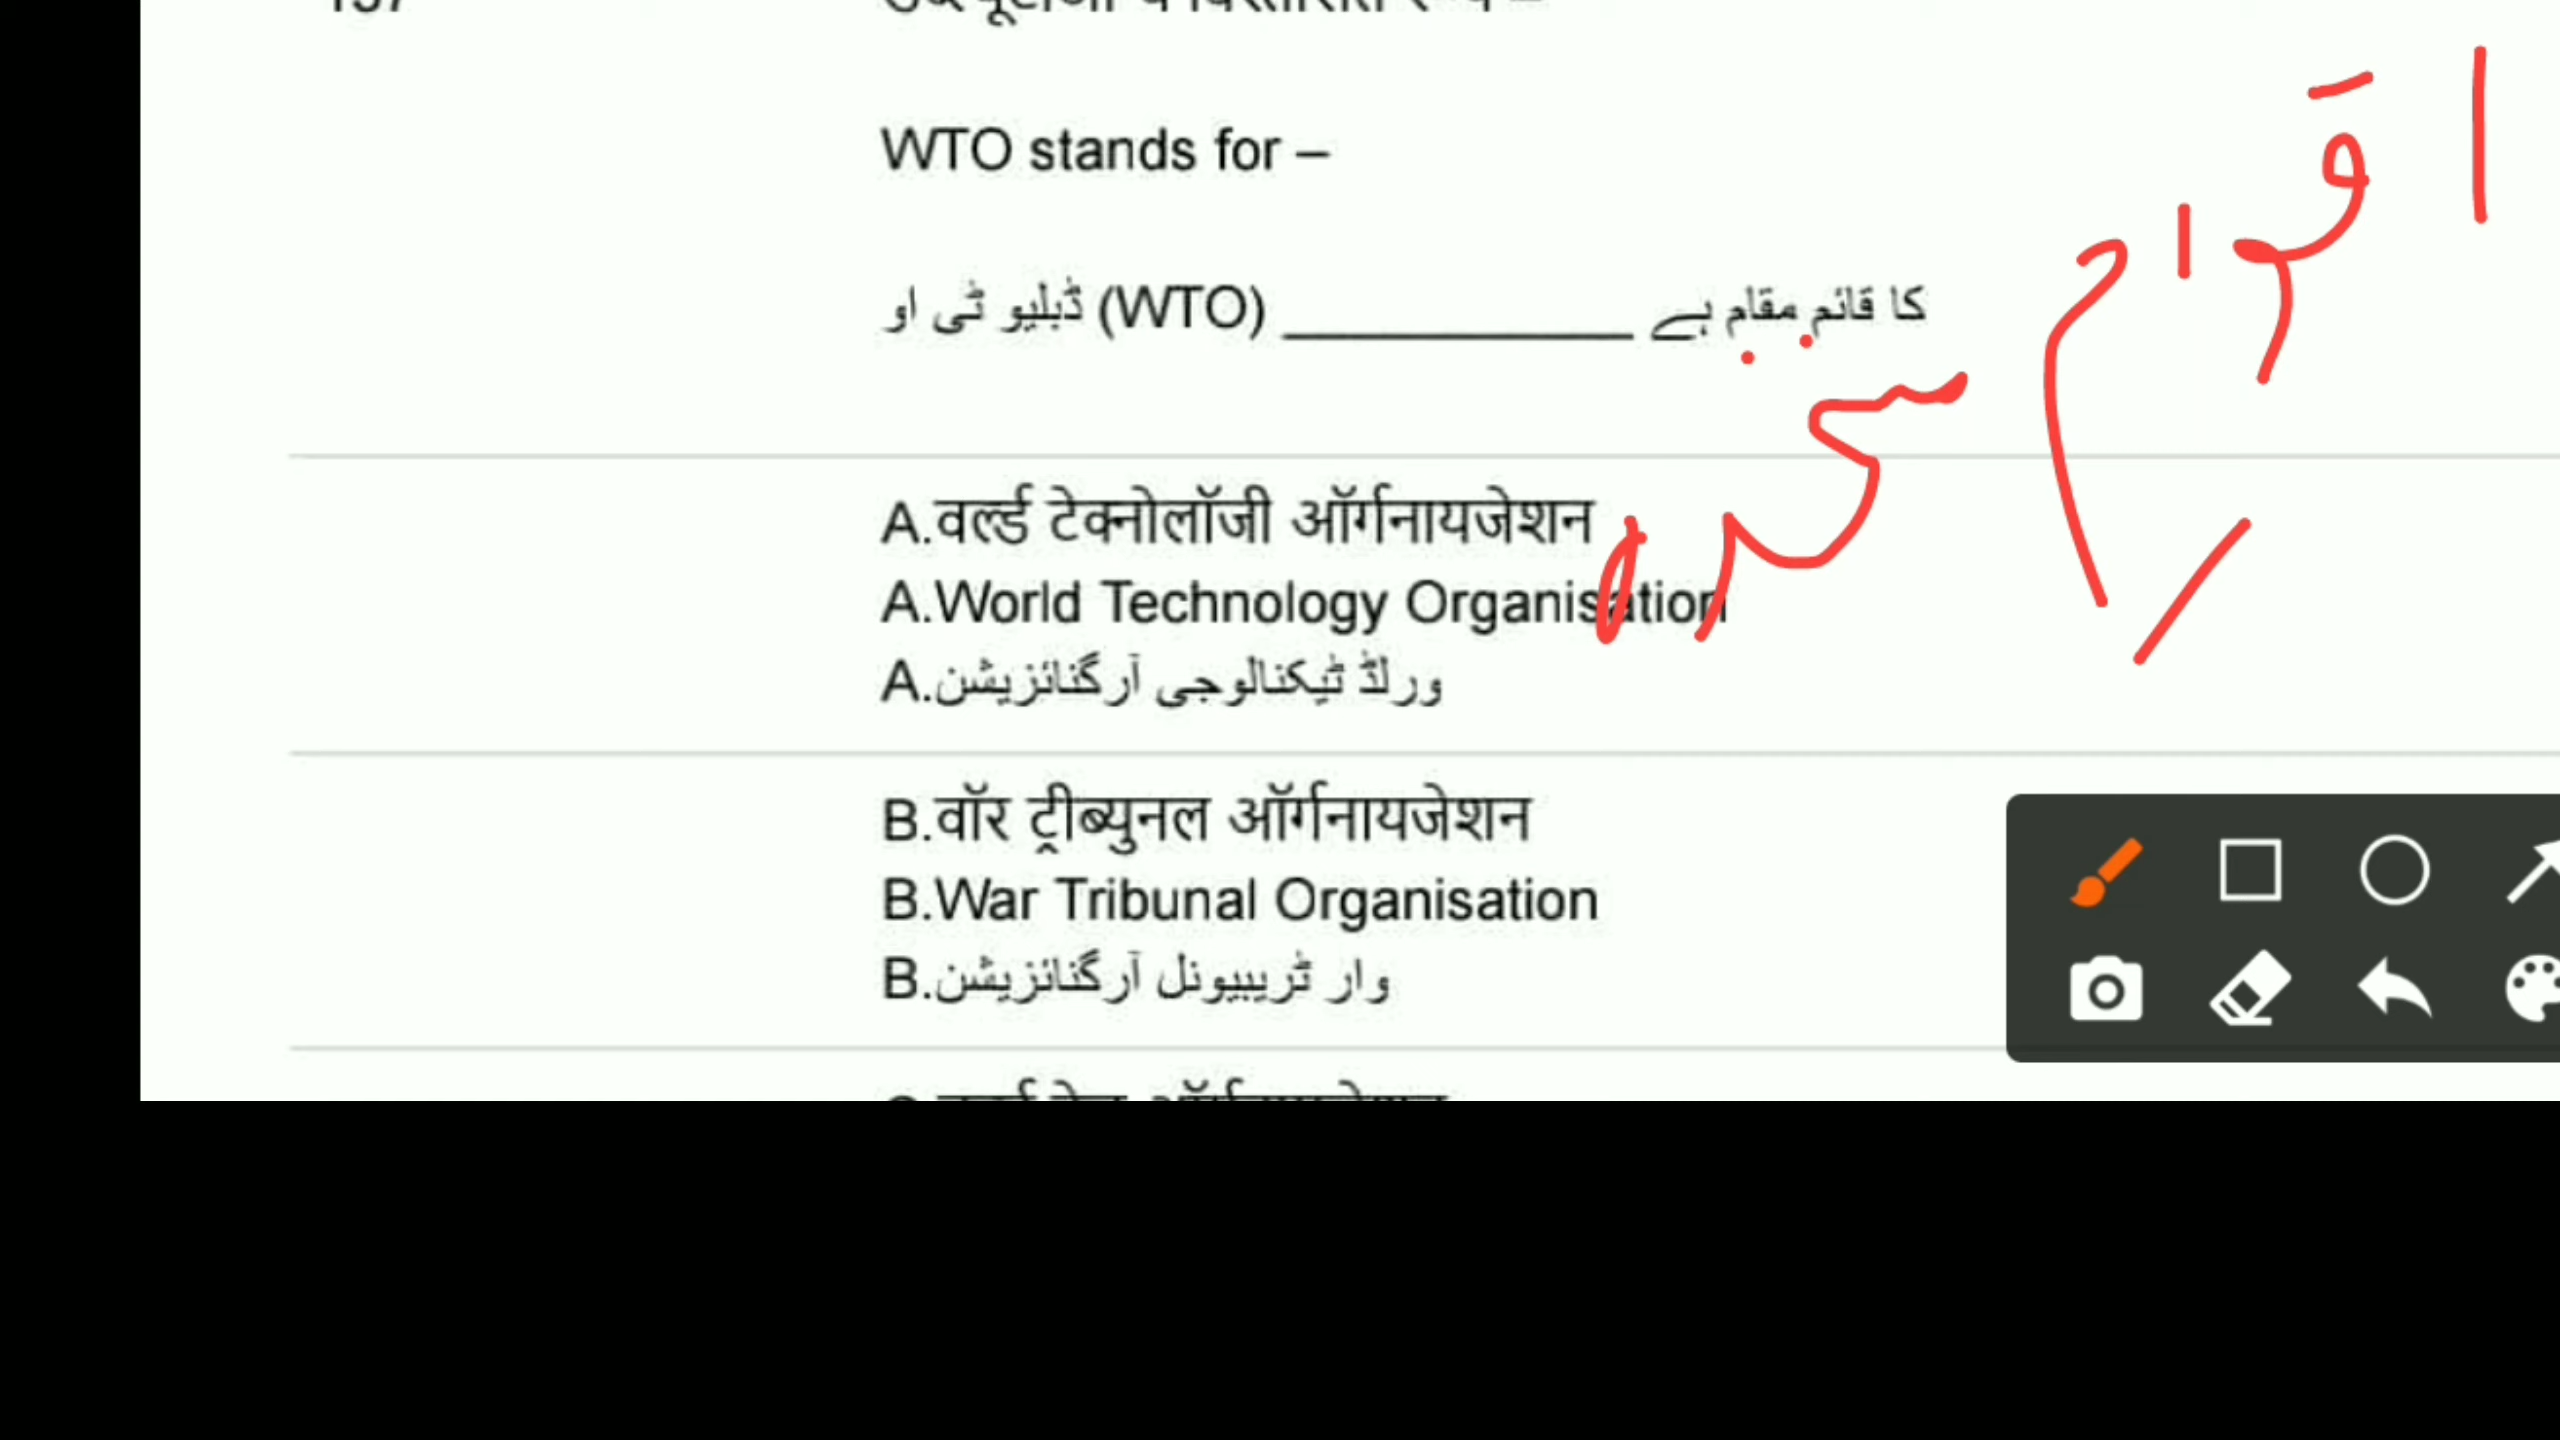 137
WTO stands for –
ڈبلیو ٹی او (WTO) ____________ کا قائم مقام ہے
اقوام متحدہ
A.वर्ल्ड टेक्नोलॉजी ऑर्गनायजेशन
A.World Technology Organisation
A.ورلڈ ٹیکنالوجی آرگنائزیشن
B.वॉर ट्रीब्युनल ऑर्गनायजेशन
B.War Tribunal Organisation
B.وار ٹریبیونل آرگنائزیشن